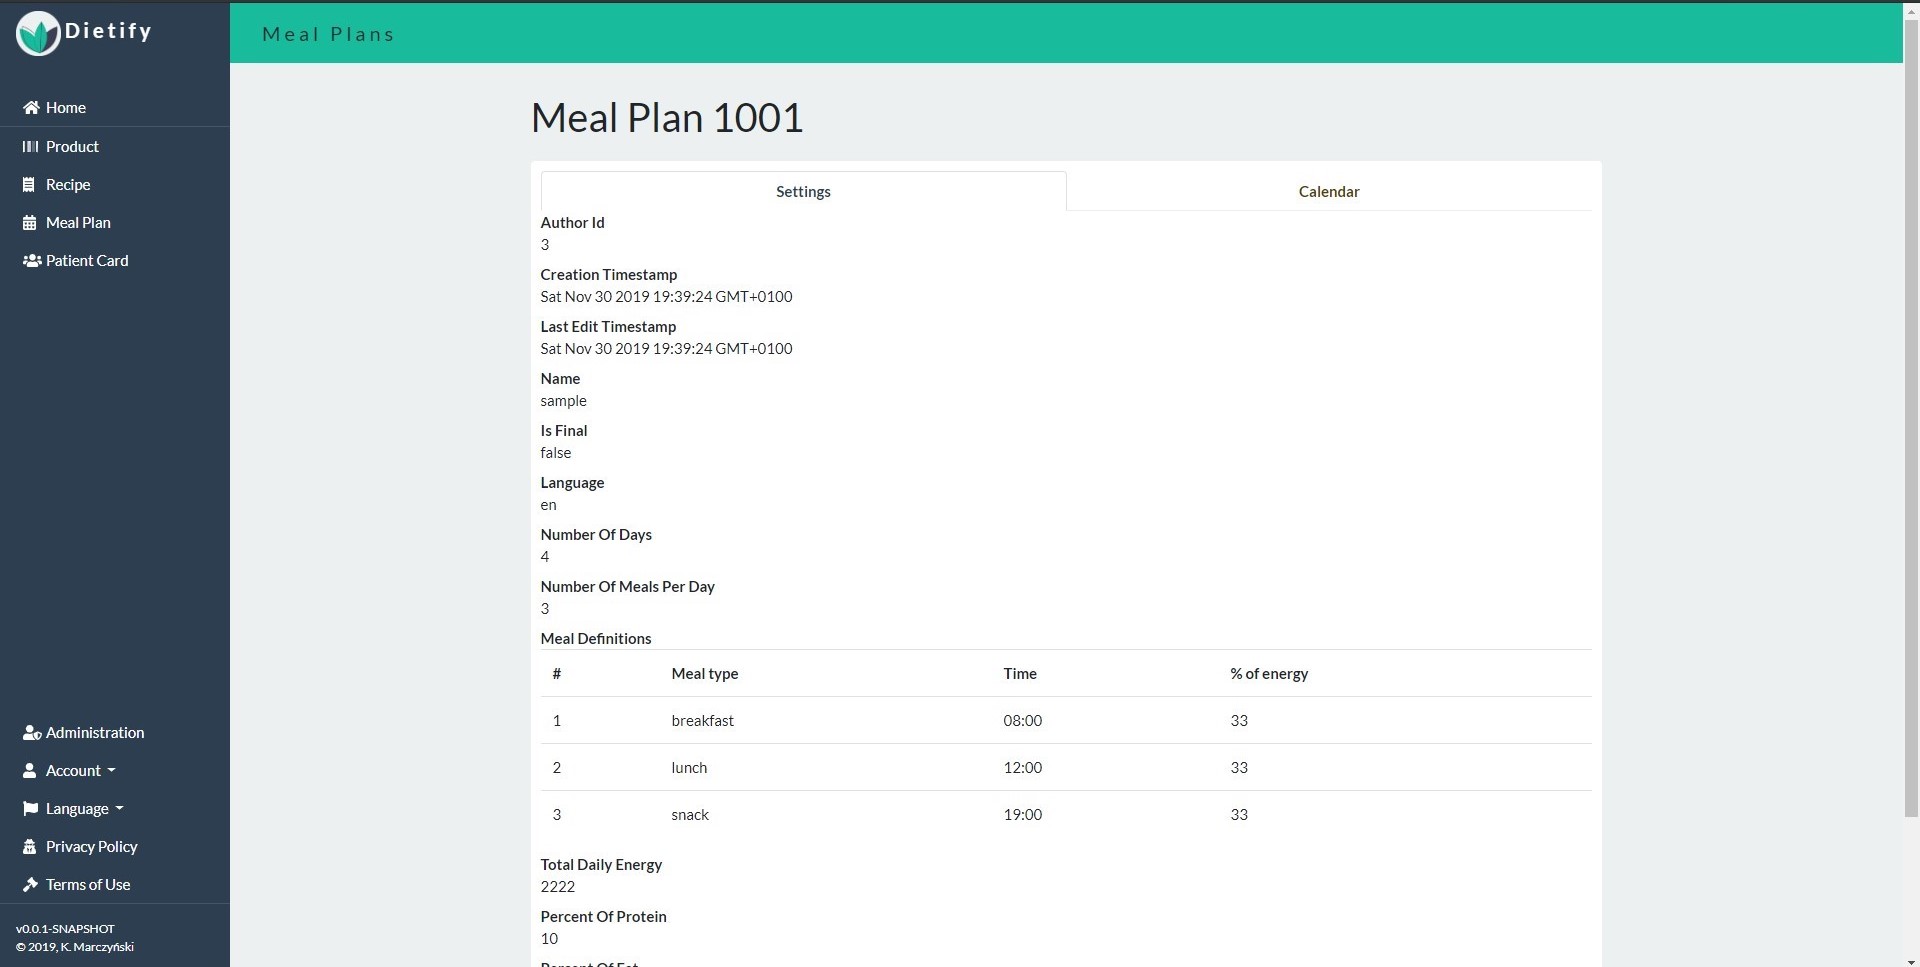 Dietify
Home
Product
Recipe
Meal Plan
Patient Card
Administration
Account
Language
Privacy Policy
Terms of Use
v0.0.1-SNAPSHOT
© 2019, K. Marczyński
Meal Plans
Meal Plan 1001
Settings Calendar
Author Id
3
Creation Timestamp
Sat Nov 30 2019 19:39:24 GMT+0100
Last Edit Timestamp
Sat Nov 30 2019 19:39:24 GMT+0100
Name
sample
Is Final
false
Language
en
Number Of Days
4
Number Of Meals Per Day
3
Meal Definitions
# Meal type Time % of energy
1 breakfast 08:00 33
2 lunch 12:00 33
3 snack 19:00 33
Total Daily Energy
2222
Percent Of Protein
10
Percent Of Fat